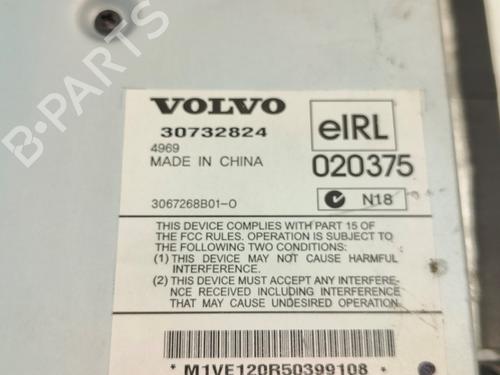 B-PARTS
VOLVO
30732824
4969
MADE IN CHINA
3067268B01-0
eIRL
020375
N18
THIS DEVICE COMPLIES WITH PART 15 OF
THE FCC RULES. OPERATION IS SUBJECT TO
THE FOLLOWING TWO CONDITIONS:
(1) THIS DEVICE MAY NOT CAUSE HARMFUL
INTERFERENCE.
(2) THIS DEVICE MUST ACCEPT ANY INTERFERE-
NCE RECEIVED INCLUDING INTERFERENCE
THAT MAY CAUSE UNDESIRED OPERATION.
* M1VE120R50399108 *